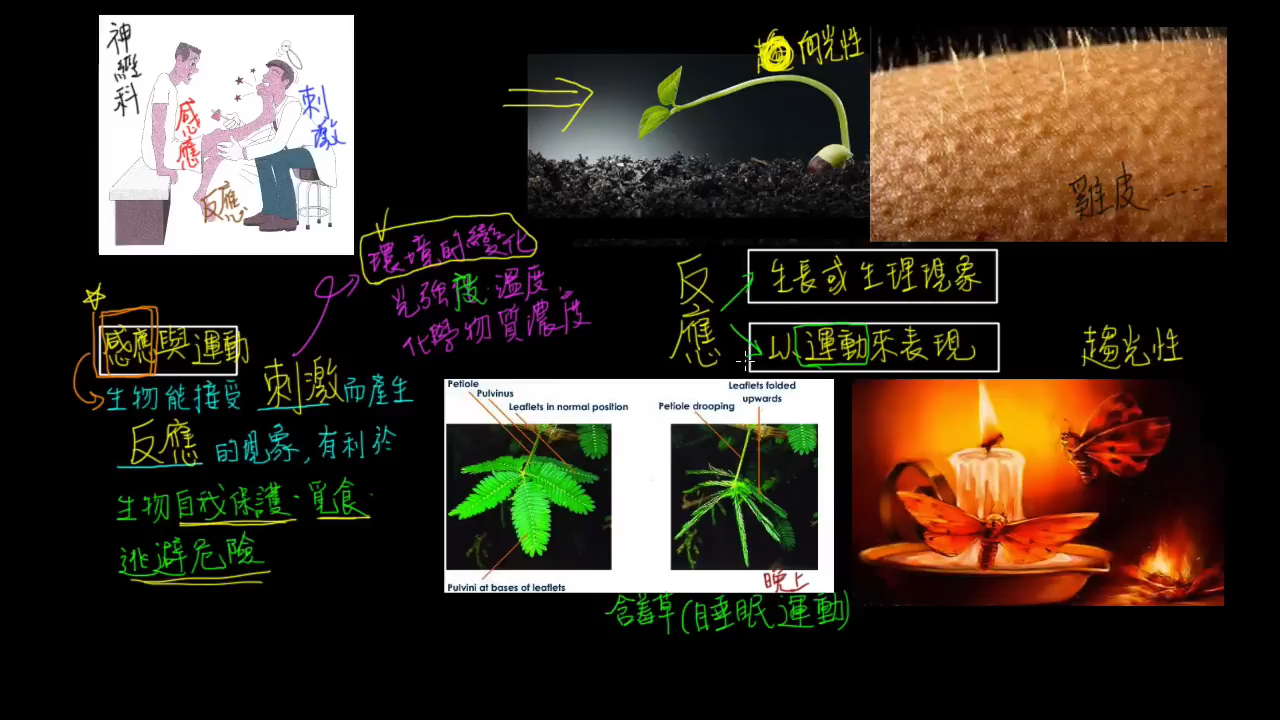 神經科
感應
刺激
反應
向光性
雞皮
環境的變化
光強度、溫度、
化學物質濃度
感應與運動
生物能接受刺激而產生
反應的現象,有利於
生物自我保護、覓食、
逃避危險
反應
生長或生理現象
以運動來表現
趨光性
Petiole
Pulvinus
Leaflets in normal position
Pulvini at bases of leaflets
Leaflets folded
upwards
Petiole drooping
晚上
含羞草(睡眠運動)